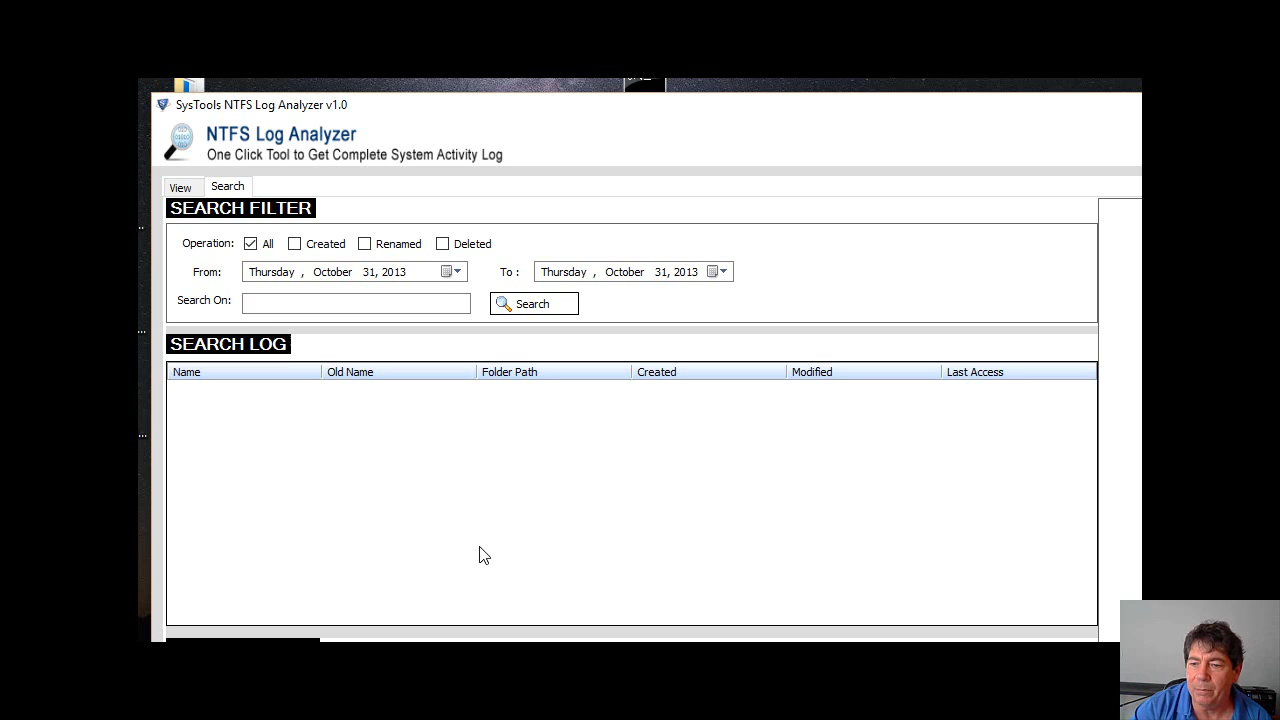 SysTools NTFS Log Analyzer v1.0
NTFS Log Analyzer
One Click Tool to Get Complete System Activity Log
View Search
SEARCH FILTER
Operation: All Created Renamed Deleted
From: Thursday , October 31, 2013 To : Thursday , October 31, 2013
Search On: Search
SEARCH LOG
Name Old Name Folder Path Created Modified Last Access